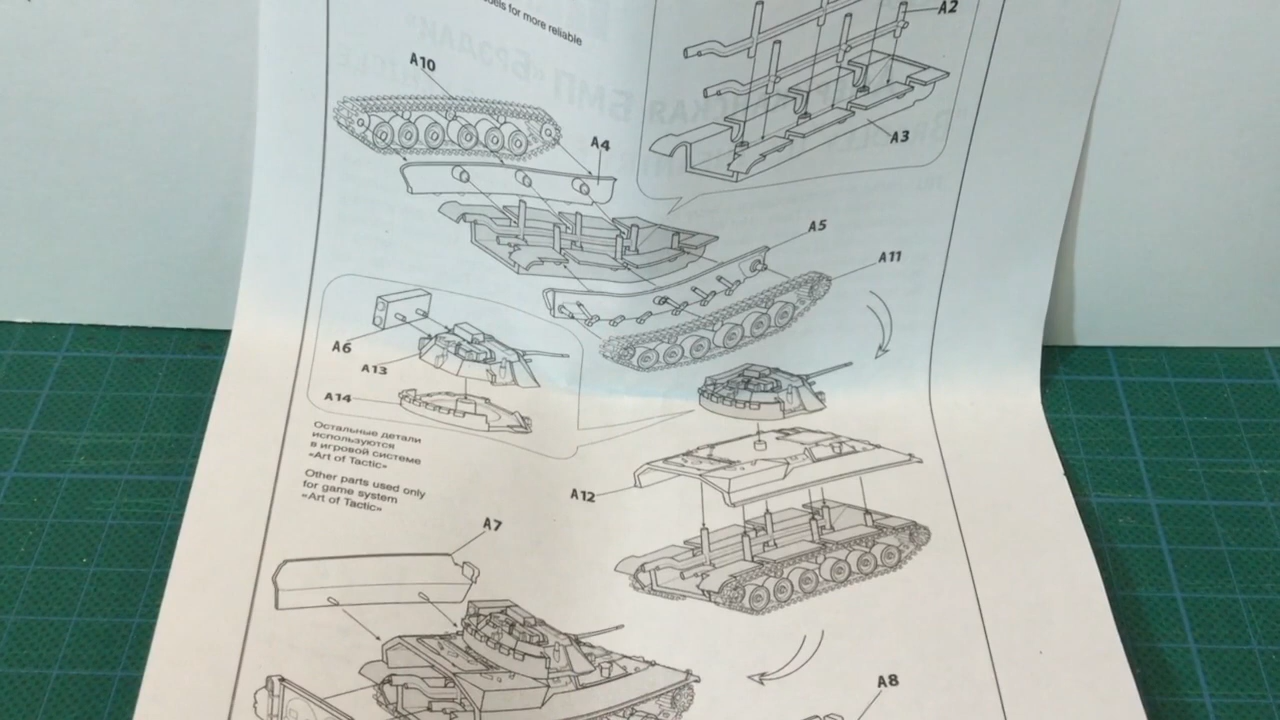 for more reliable
A2
A10
A3
A4
A5
A11
A6
A13
A14
Остальные детали
используются
в игровой системе
«Art of Tactic»
Other parts used only
for game system
«Art of Tactic»
A12
A7
A8